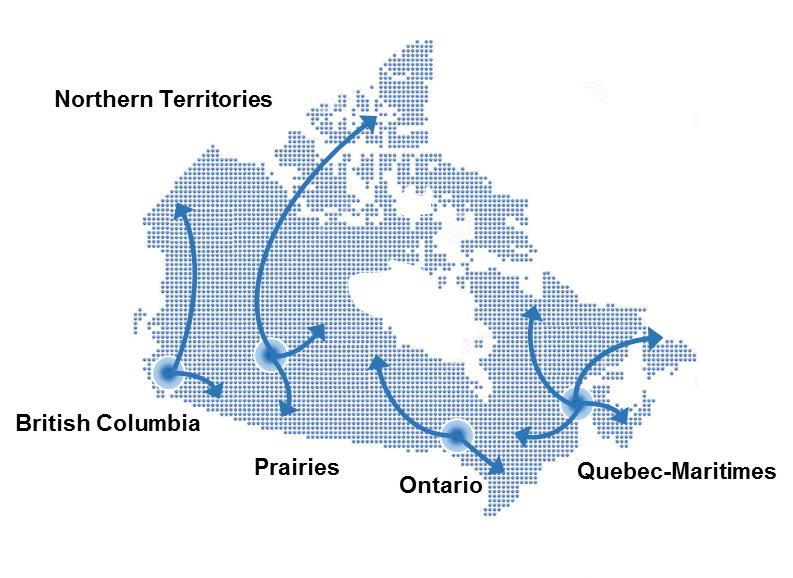 Northern Territories
British Columbia
Prairies
Ontario
Quebec-Maritimes